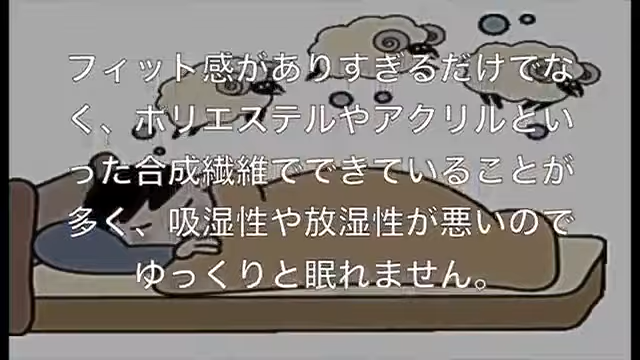 フィット感がありすぎるだけでな
く、ポリエステルやアクリルとい
った合成繊維でできていることが
多く、吸湿性や放湿性が悪いので
ゆっくりと眠れません。